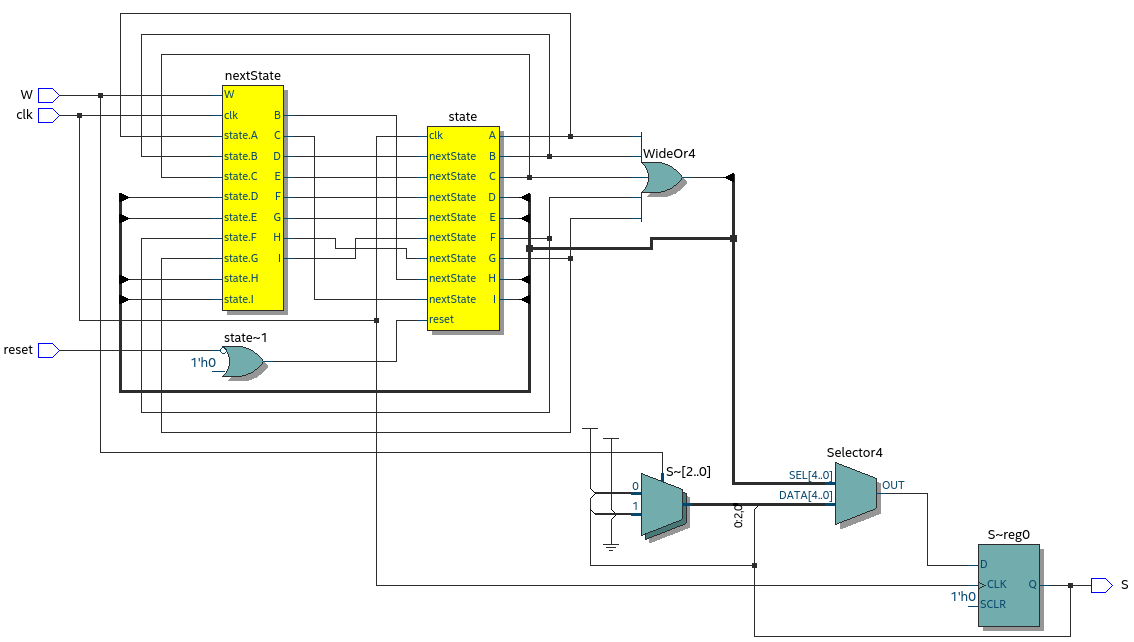 nextState
W
clk
W
clk
state.A
state.B
state.C
state.D
state.E
state.F
state.G
state.H
state.I
B
C
D
E
F
G
H
I
state
clk
nextState
nextState
nextState
nextState
nextState
nextState
nextState
nextState
reset
A
B
C
D
E
F
G
H
I
WideOr4
reset
state~1
1'h0
S~[2..0]
0
1
0:2,0
Selector4
SEL[4..0]
DATA[4..0]
OUT
S~reg0
D
CLK
1'h0
SCLR
Q
S